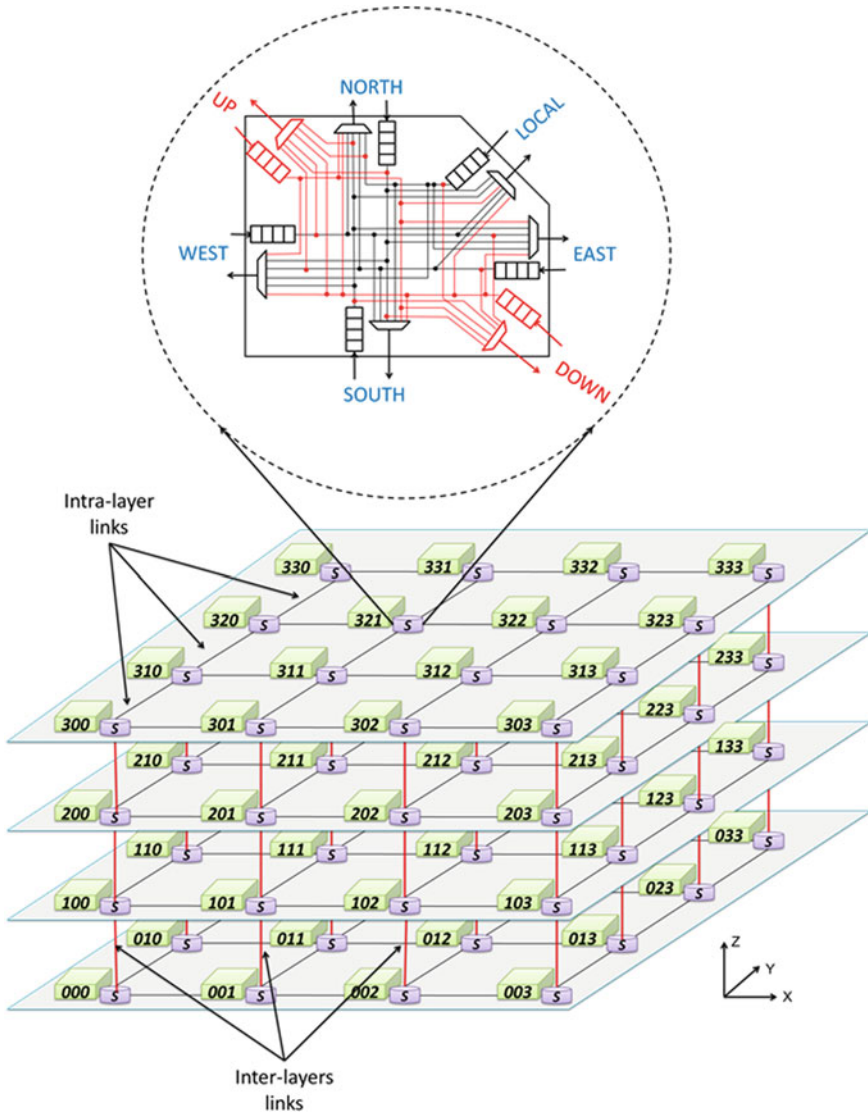 NORTH
UP
LOCAL
WEST
EAST
SOUTH
DOWN
Intra-layer
links
330 S 331 S 332 S 333 S
320 S 321 S 322 S 323 S
310 S 311 S 312 S 313 S
233 S
300 S 301 S 302 S 303 S
223 S
210 S 211 S 212 S 213 S
133 S
200 S 201 S 202 S 203 S
123 S
110 S 111 S 112 S 113 S
033 S
100 S 101 S 102 S 103 S
023 S
010 S 011 S 012 S 013 S
000 S 001 S 002 S 003 S
Z
Y
X
Inter-layers
links